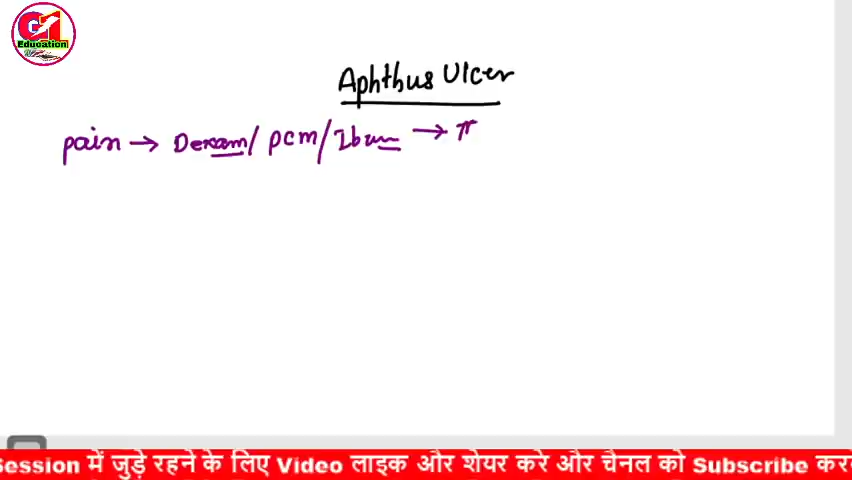 Education
Aphthus Ulcer
pain → Dexam/ pcm/ Ibu → π
Session में जुड़े रहने के लिए Video लाइक और शेयर करे और चैनल को Subscribe कर